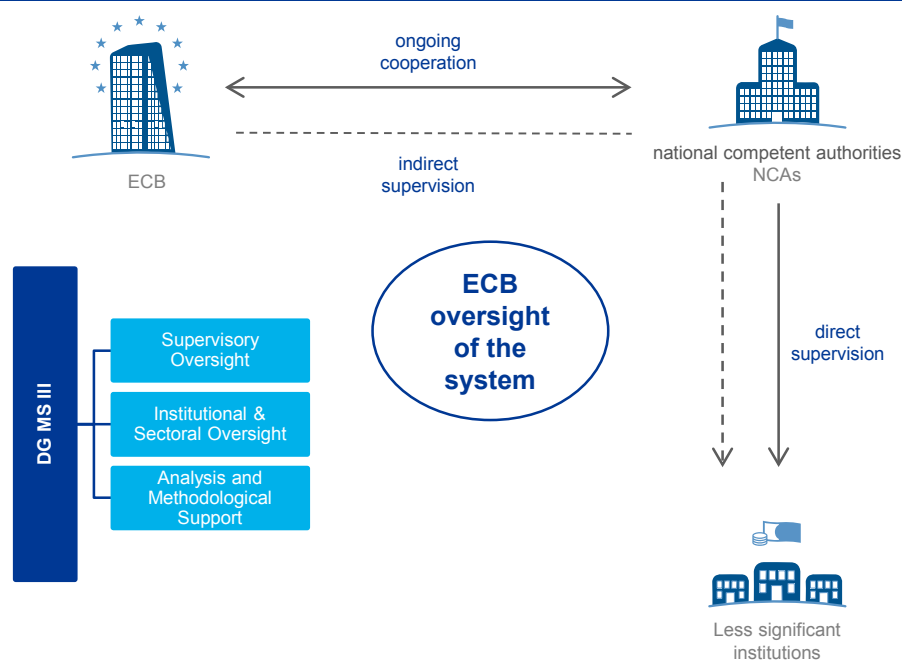 ongoing
cooperation
ECB
indirect
supervision
national competent authorities
NCAs
DG MS III
Supervisory
Oversight
Institutional &
Sectoral Oversight
Analysis and
Methodological
Support
ECB
oversight
of the
system
direct
supervision
Less significant
institutions